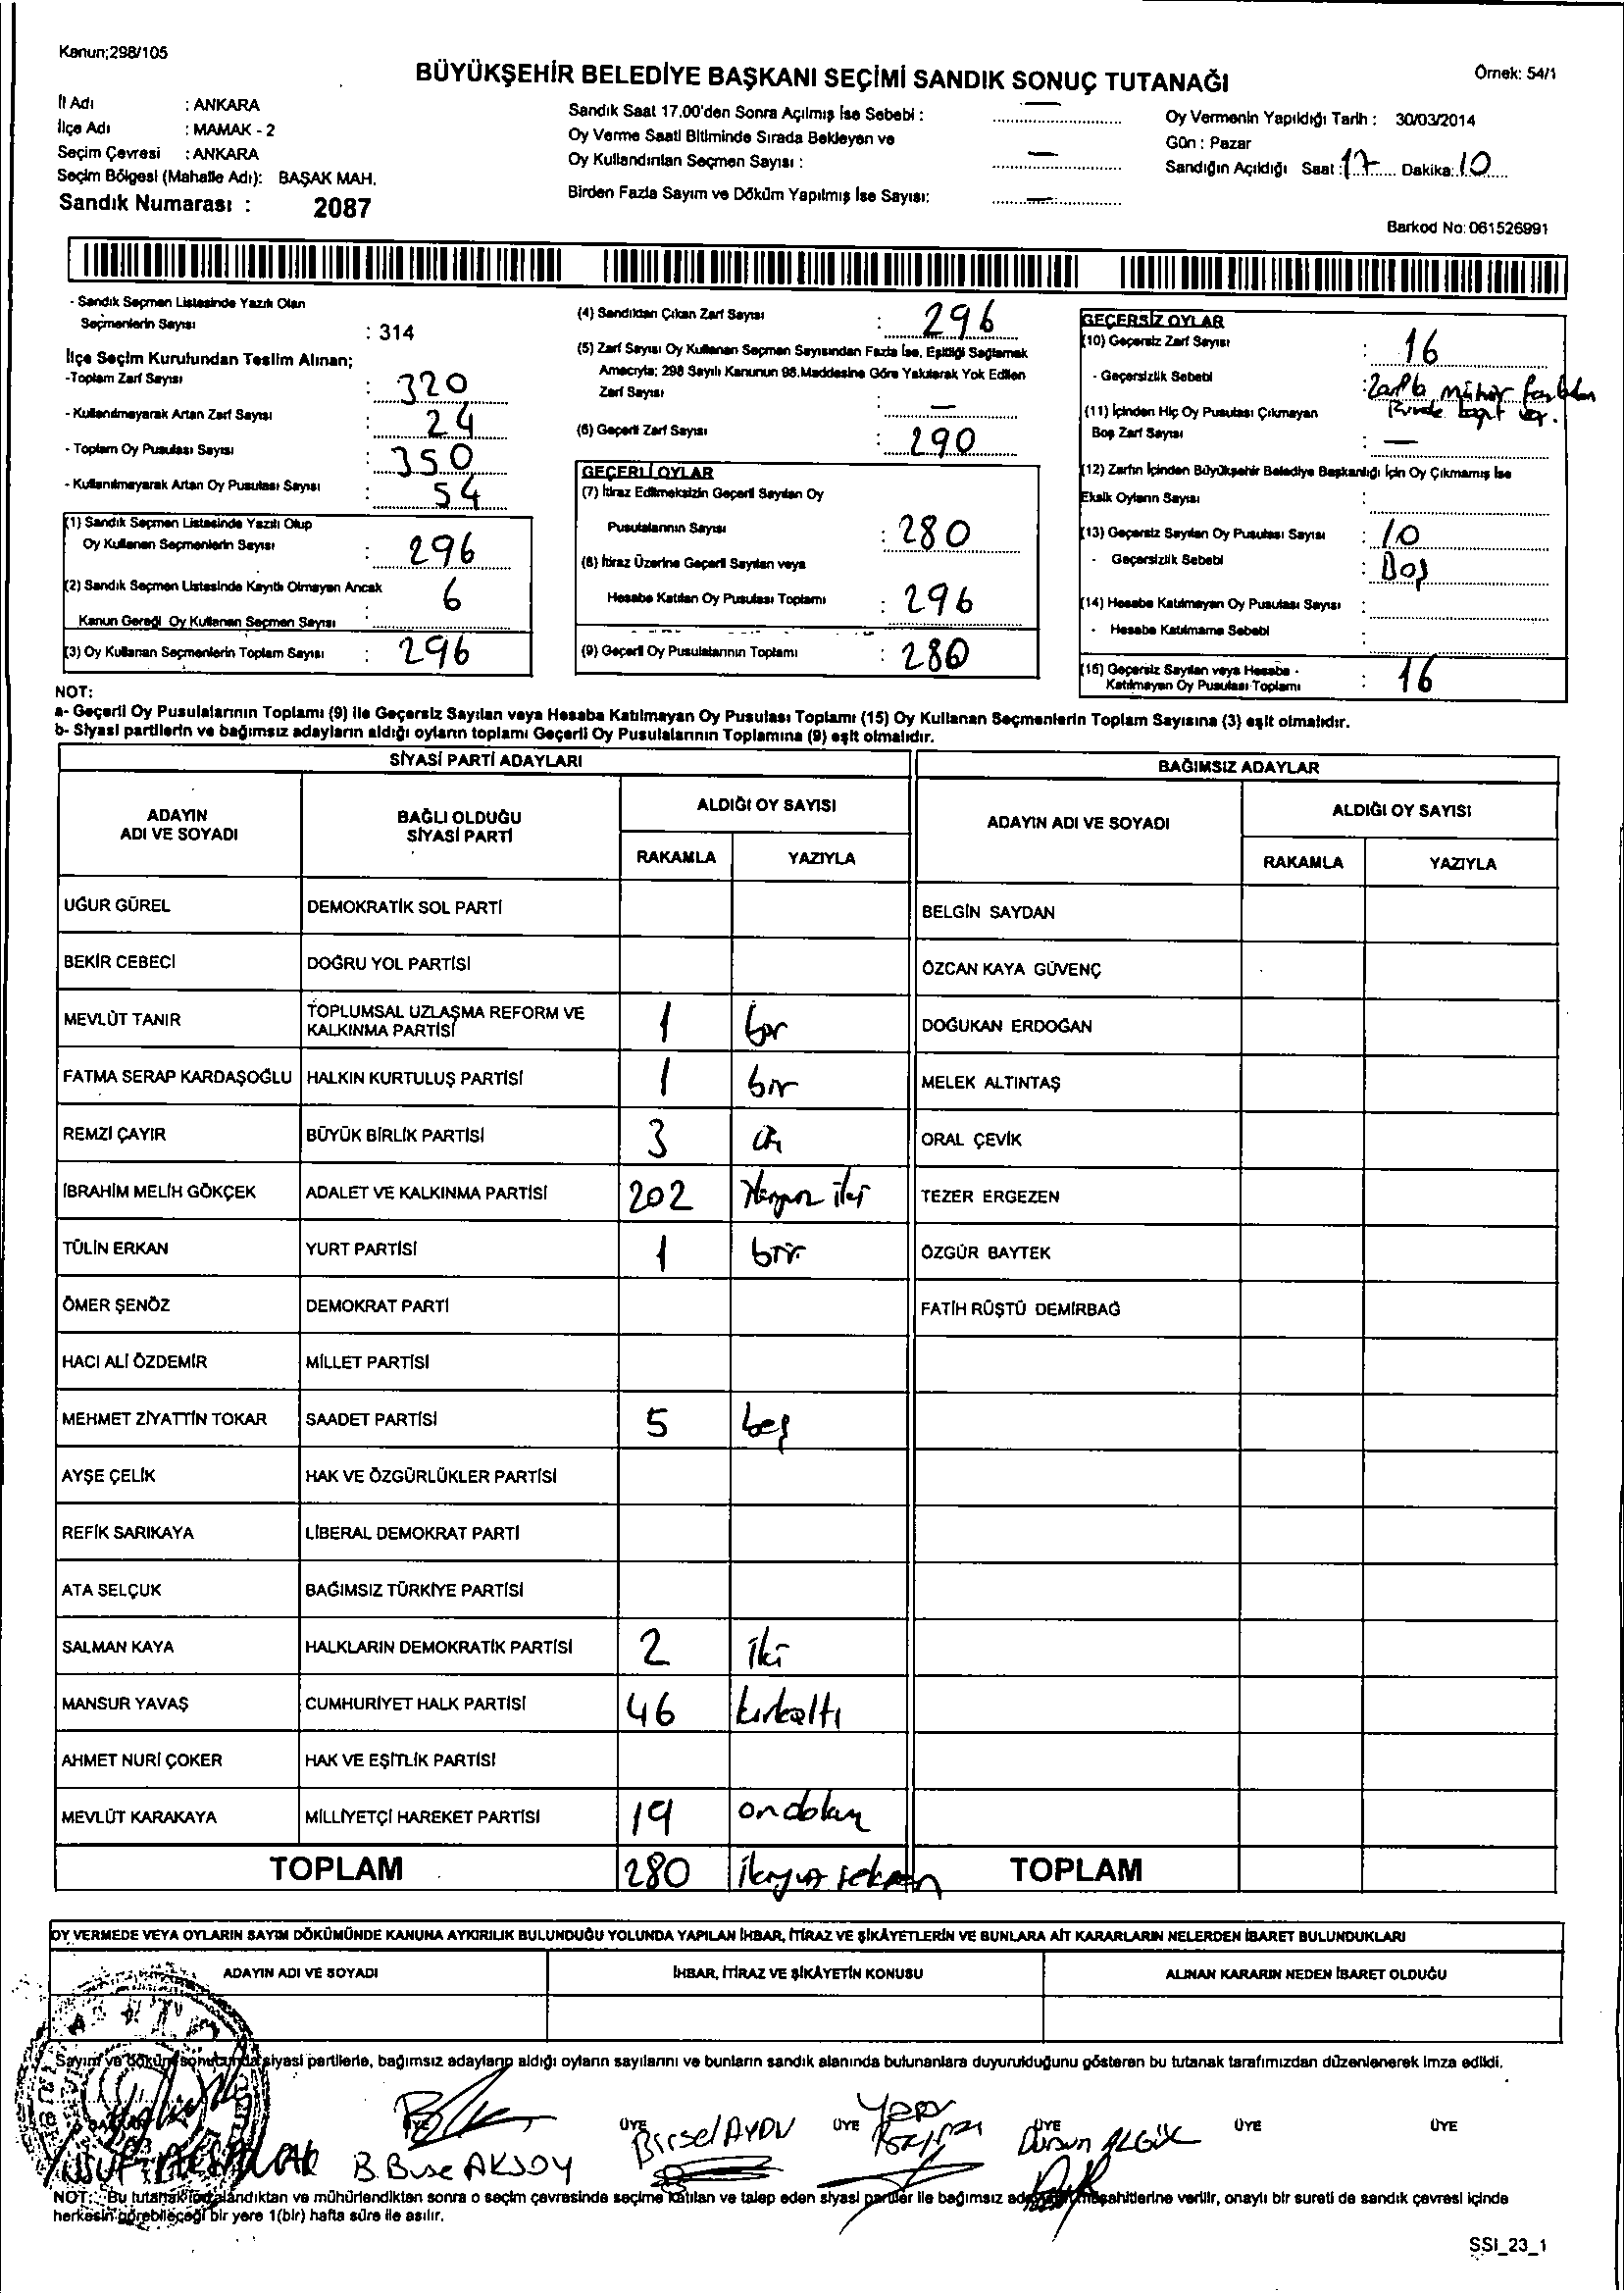 Kanun;298/105
Örnek: 54/1
BÜYÜKŞEHİR BELEDİYE BAŞKANI SEÇİMİ SANDIK SONUÇ TUTANAĞI
İl Adı : ANKARA
İlçe Adı : MAMAK - 2
Seçim Çevresi : ANKARA
Seçim Bölgesi (Mahalle Adı): BAŞAK MAH.
Sandık Numarası : 2087
Sandık Saat 17.00'den Sonra Açılmış İse Sebebi : —
Oy Verme Saati Bitiminde Sırada Bekleyen ve
Oy Kullandırılan Seçmen Sayısı : —
Birden Fazla Sayım ve Döküm Yapılmış İse Sayısı: —
Oy Vermenin Yapıldığı Tarih : 30/03/2014
Gün : Pazar
Sandığın Açıldığı Saat : 17 Dakika: 10
Barkod No: 061526991
- Sandık Seçmen Listesinde Yazılı Olan
Seçmenlerin Sayısı : 314
İlçe Seçim Kurulundan Teslim Alınan;
-Toplam Zarf Sayısı : 320
- Kullanılmayarak Artan Zarf Sayısı : 24
- Toplam Oy Pusulası Sayısı : 350
- Kullanılmayarak Artan Oy Pusulası Sayısı : 54
(1) Sandık Seçmen Listesinde Yazılı Olup
Oy Kullanan Seçmenlerin Sayısı : 296
(2) Sandık Seçmen Listesinde Kayıtlı Olmayan Ancak
Kanun Gereği Oy Kullanan Seçmen Sayısı : 6
(3) Oy Kullanan Seçmenlerin Toplam Sayısı : 296
(4) Sandıktan Çıkan Zarf Sayısı : 296
(5) Zarf Sayısı Oy Kullanan Seçmen Sayısından Fazla İse, Eşitliği Sağlamak
Amacıyla; 298 Sayılı Kanunun 98.Maddesine Göre Yakılarak Yok Edilen
Zarf Sayısı : —
(6) Geçerli Zarf Sayısı : 290
GEÇERLİ OYLAR
(7) İtiraz Edilmeksizin Geçerli Sayılan Oy
Pusulalarının Sayısı : 280
(8) İtiraz Üzerine Geçerli Sayılan veya
Hesaba Katılan Oy Pusulası Toplamı : 296
(9) Geçerli Oy Pusulalarının Toplamı : 280
GEÇERSİZ OYLAR
(10) Geçersiz Zarf Sayısı : 16
- Geçersizlik Sebebi : mühür
(11) İçinden Hiç Oy Pusulası Çıkmayan
Boş Zarf Sayısı : —
(12) Zarfın İçinden Büyükşehir Belediye Başkanlığı İçin Oy Çıkmamış İse
Eksik Oyların Sayısı :
(13) Geçersiz Sayılan Oy Pusulası Sayısı : 10
- Geçersizlik Sebebi : Boş
(14) Hesaba Katılmayan Oy Pusulası Sayısı :
- Hesaba Katılmama Sebebi :
(15) Geçersiz Sayılan veya Hesaba -
Katılmayan Oy Pusulası Toplamı : 16
NOT:
a- Geçerli Oy Pusulalarının Toplamı (9) ile Geçersiz Sayılan veya Hesaba Katılmayan Oy Pusulası Toplamı (15) Oy Kullanan Seçmenlerin Toplam Sayısına (3) eşit olmalıdır.
b- Siyasi partilerin ve bağımsız adayların aldığı oyların toplamı Geçerli Oy Pusulalarının Toplamına (9) eşit olmalıdır.
SİYASİ PARTİ ADAYLARI
BAĞIMSIZ ADAYLAR
ADAYIN
ADI VE SOYADI
BAĞLI OLDUĞU
SİYASİ PARTİ
ALDIĞI OY SAYISI
RAKAMLA YAZIYLA
ADAYIN ADI VE SOYADI
ALDIĞI OY SAYISI
RAKAMLA YAZIYLA
UĞUR GÜREL DEMOKRATİK SOL PARTİ BELGİN SAYDAN
BEKİR CEBECİ DOĞRU YOL PARTİSİ ÖZCAN KAYA GÜVENÇ
MEVLÜT TANIR TOPLUMSAL UZLAŞMA REFORM VE
KALKINMA PARTİSİ 1 bir DOĞUKAN ERDOĞAN
FATMA SERAP KARDAŞOĞLU HALKIN KURTULUŞ PARTİSİ 1 bir MELEK ALTINTAŞ
REMZİ ÇAYIR BÜYÜK BİRLİK PARTİSİ 3 ORAL ÇEVİK
İBRAHİM MELİH GÖKÇEK ADALET VE KALKINMA PARTİSİ 202 TEZER ERGEZEN
TÜLİN ERKAN YURT PARTİSİ 1 bir ÖZGÜR BAYTEK
ÖMER ŞENÖZ DEMOKRAT PARTİ FATİH RÜŞTÜ DEMİRBAĞ
HACI ALİ ÖZDEMİR MİLLET PARTİSİ
MEHMET ZİYATTİN TOKAR SAADET PARTİSİ 5 beş
AYŞE ÇELİK HAK VE ÖZGÜRLÜKLER PARTİSİ
REFİK SARIKAYA LİBERAL DEMOKRAT PARTİ
ATA SELÇUK BAĞIMSIZ TÜRKİYE PARTİSİ
SALMAN KAYA HALKLARIN DEMOKRATİK PARTİSİ 2 iki
MANSUR YAVAŞ CUMHURİYET HALK PARTİSİ 46 kırkaltı
AHMET NURİ ÇOKER HAK VE EŞİTLİK PARTİSİ
MEVLÜT KARAKAYA MİLLİYETÇİ HAREKET PARTİSİ 19 ondokuz
TOPLAM 280 ikiyüz seksen TOPLAM
OY VERMEDE VEYA OYLARIN SAYIM DÖKÜMÜNDE KANUNA AYKIRILIK BULUNDUĞU YOLUNDA YAPILAN İHBAR, İTİRAZ VE ŞİKÂYETLERİN VE BUNLARA AİT KARARLARIN NELERDEN İBARET BULUNDUKLARI
ADAYIN ADI VE SOYADI İHBAR, İTİRAZ VE ŞİKÂYETİN KONUSU ALINAN KARARIN NEDEN İBARET OLDUĞU
Sayım ve döküm sonucunda siyasi partilerle, bağımsız adayların aldığı oyların sayılarını ve bunların sandık alanında bulunanlara duyurulduğunu gösteren bu tutanak tarafımızdan düzenlenerek imza edildi.
ÜYE ÜYE ÜYE ÜYE ÜYE
B. Buse AKSOY Birsel AYDIN Dursun
NOT: Bu tutanak imzalandıktan ve mühürlendikten sonra o seçim çevresinde seçime katılan ve talep eden siyasi partiler ile bağımsız müşahitlerine verilir, onaylı bir sureti de sandık çevresi içinde
herkesin görebileceği bir yere 1(bir) hafta süre ile asılır.
SSI_23_1